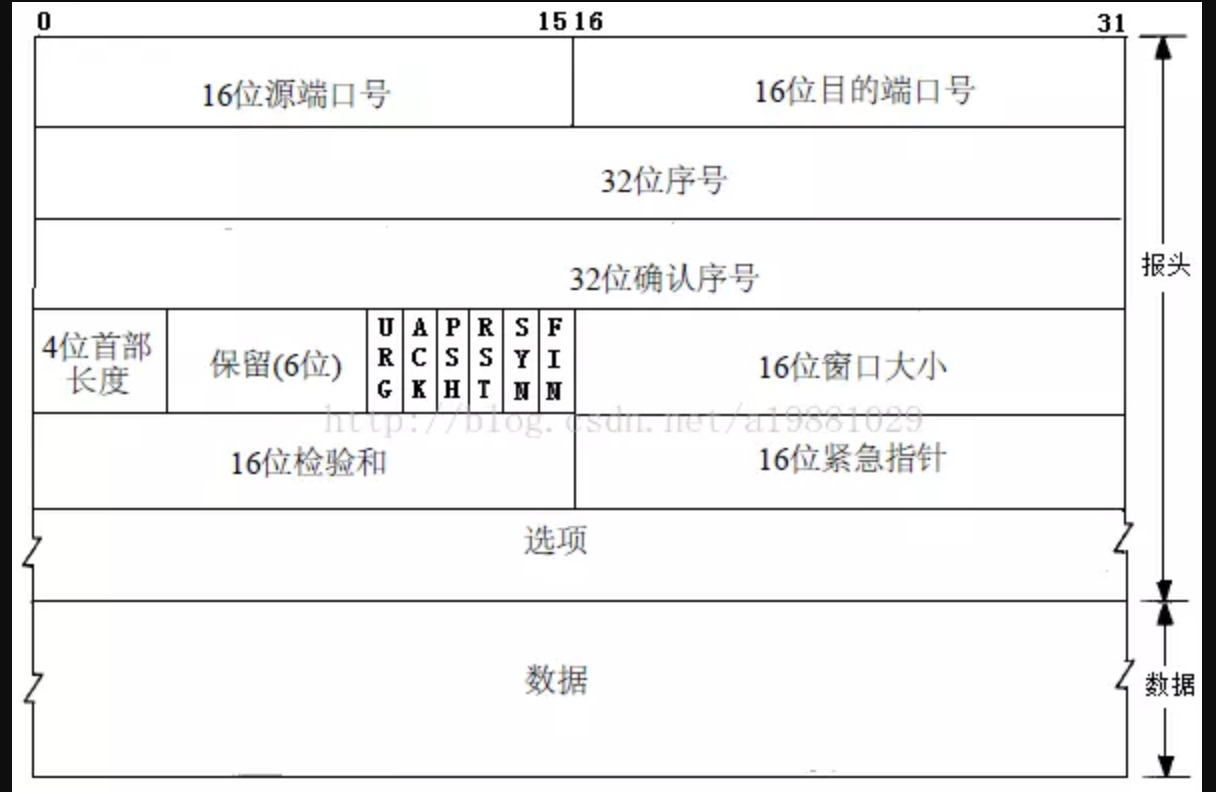 0 15 16 31
16位源端口号 16位目的端口号
32位序号
32位确认序号
报头
4位首部
长度
保留(6位)
URG
ACK
PSH
RST
SYN
FIN
16位窗口大小
http://blog.csdn.net/a19881029
16位检验和 16位紧急指针
选项
数据
数据